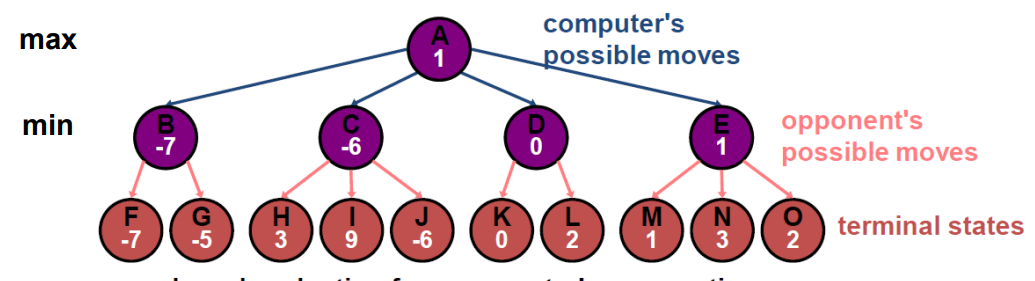 max
A
1
computer's
possible moves
min
B
-7
C
-6
D
0
E
1
opponent's
possible moves
F
-7
G
-5
H
3
I
9
J
-6
K
0
L
2
M
1
N
3
O
2
terminal states